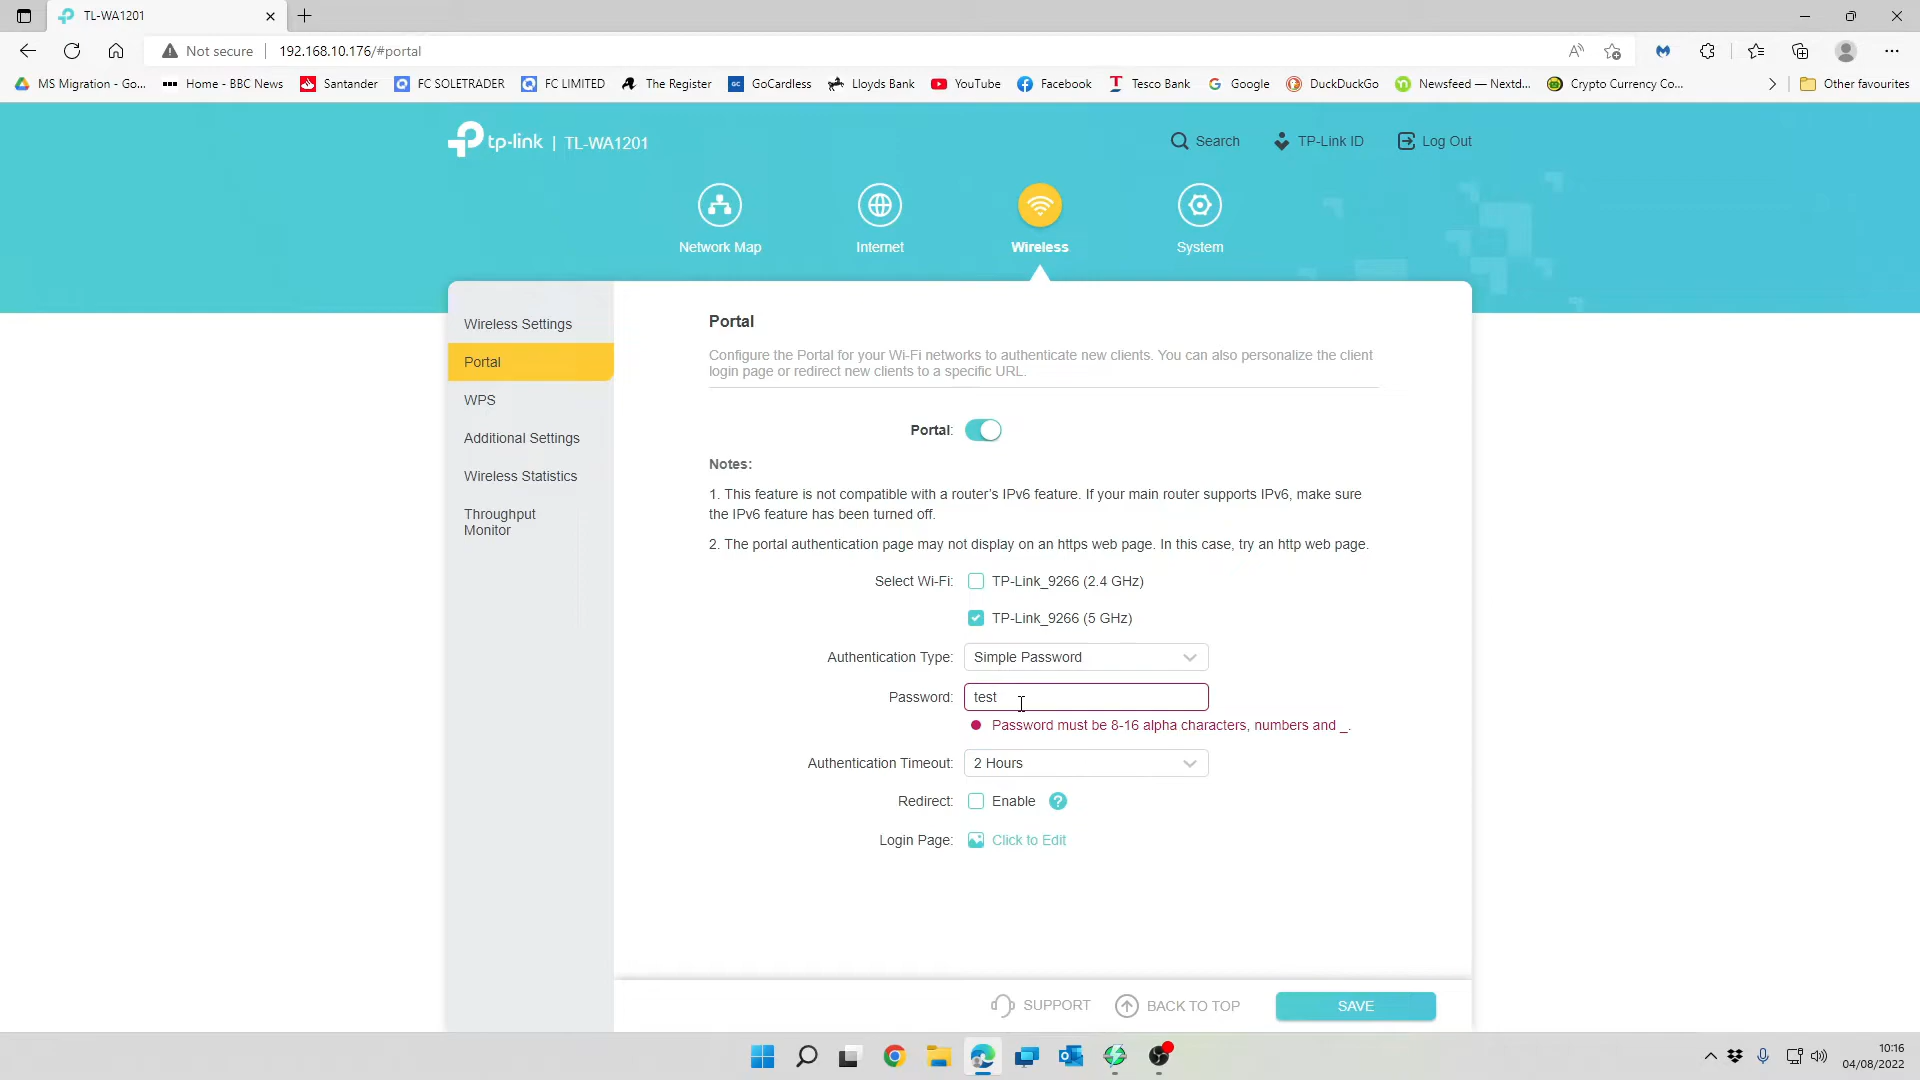 TL-WA1201
Not secure
192.168.10.176/#portal
MS Migration - Go...
Home - BBC News
Santander
FC SOLETRADER
FC LIMITED
The Register
GoCardless
Lloyds Bank
YouTube
Facebook
Tesco Bank
Google
DuckDuckGo
Newsfeed — Nextd...
Crypto Currency Co...
Other favourites
tp-link | TL-WA1201
Search
TP-Link ID
Log Out
Network Map
Internet
Wireless
System
Wireless Settings
Portal
WPS
Additional Settings
Wireless Statistics
Throughput
Monitor
Portal
Configure the Portal for your Wi-Fi networks to authenticate new clients. You can also personalize the client
login page or redirect new clients to a specific URL.
Portal:
Notes:
1. This feature is not compatible with a router's IPv6 feature. If your main router supports IPv6, make sure
the IPv6 feature has been turned off.
2. The portal authentication page may not display on an https web page. In this case, try an http web page.
Select Wi-Fi: TP-Link_9266 (2.4 GHz)
TP-Link_9266 (5 GHz)
Authentication Type: Simple Password
Password: test
Password must be 8-16 alpha characters, numbers and _.
Authentication Timeout: 2 Hours
Redirect: Enable ?
Login Page: Click to Edit
SUPPORT
BACK TO TOP
SAVE
10:16
04/08/2022